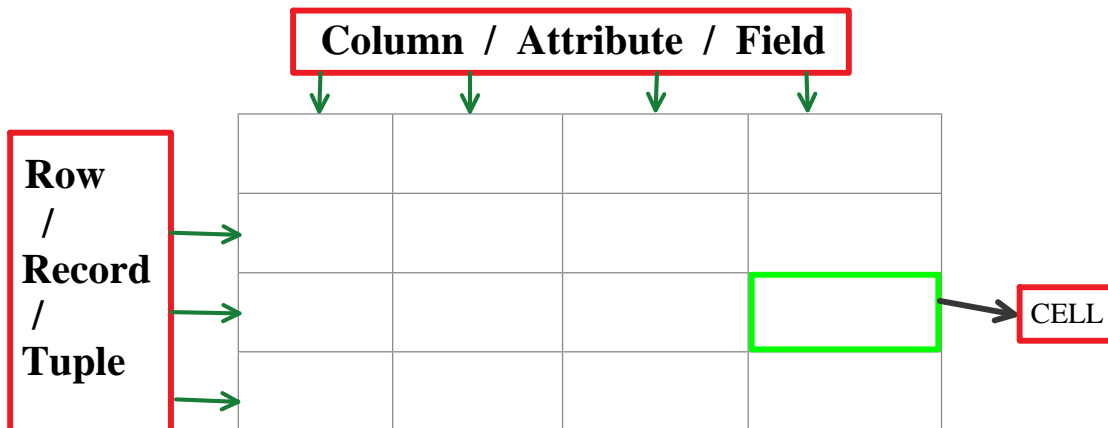 Column / Attribute / Field
Row
/
Record
/
Tuple
CELL